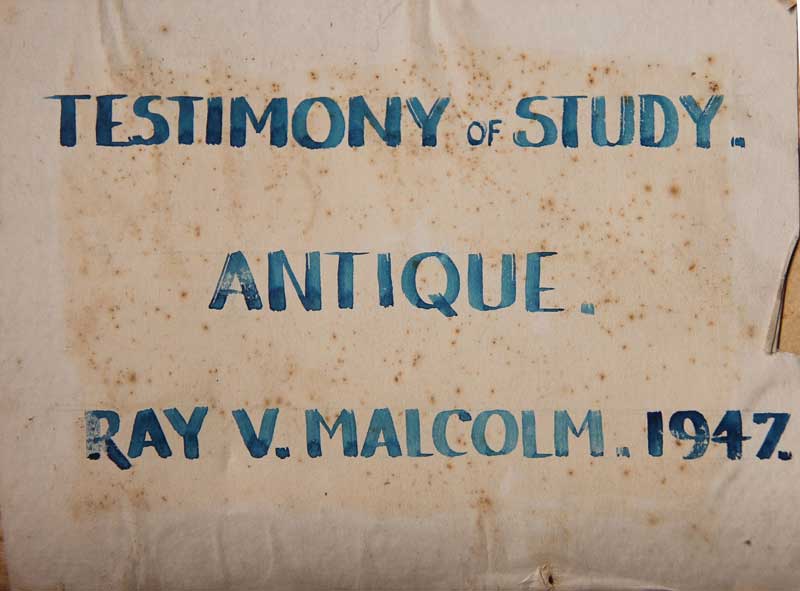 TESTIMONY OF STUDY.
ANTIQUE.
RAY V. MALCOLM. 1947.